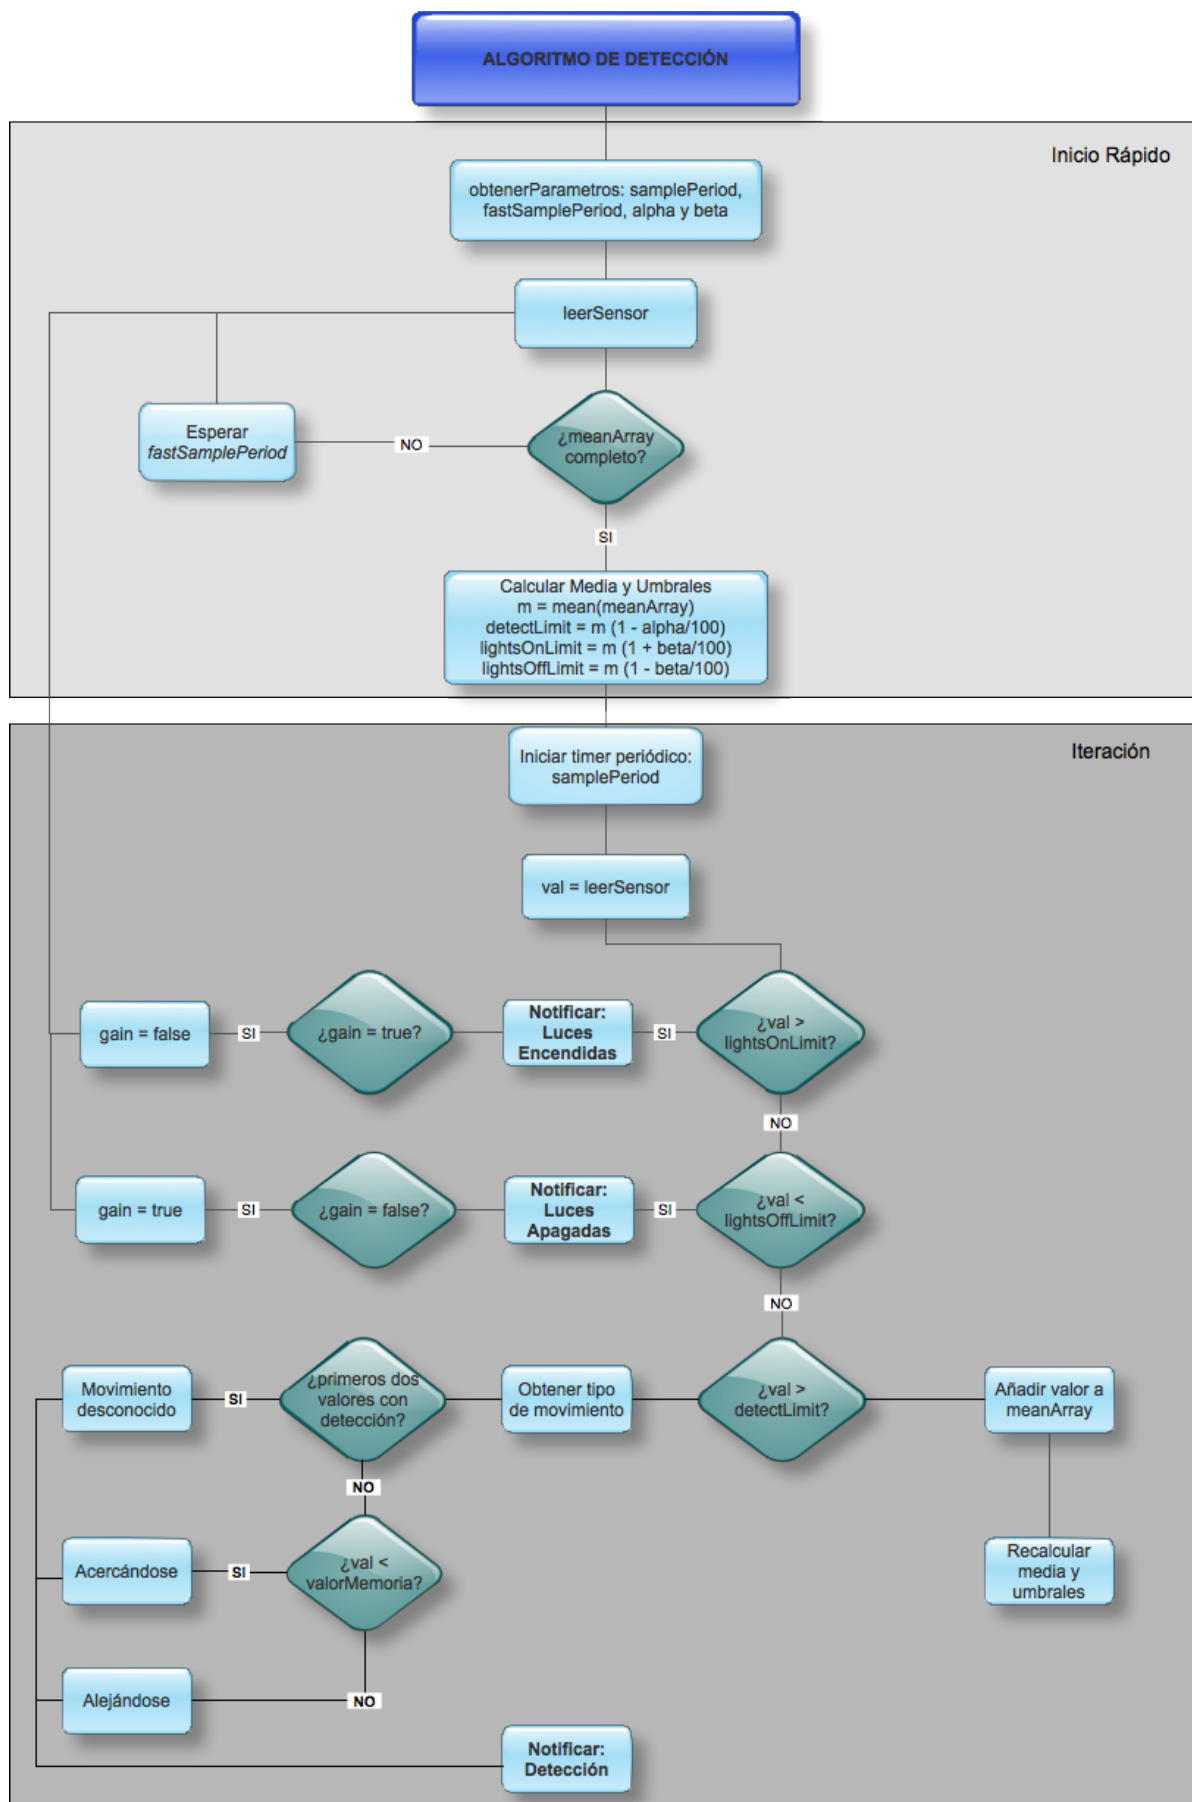 ALGORITMO DE DETECCIÓN
Inicio Rápido
obtenerParametros: samplePeriod,
fastSamplePeriod, alpha y beta
leerSensor
Esperar
fastSamplePeriod
NO
¿meanArray
completo?
SI
Calcular Media y Umbrales
m = mean(meanArray)
detectLimit = m (1 - alpha/100)
lightsOnLimit = m (1 + beta/100)
lightsOffLimit = m (1 - beta/100)
Iteración
Iniciar timer periódico:
samplePeriod
val = leerSensor
gain = false
SI
¿gain = true?
Notificar:
Luces
Encendidas
SI
¿val >
lightsOnLimit?
NO
gain = true
SI
¿gain = false?
Notificar:
Luces
Apagadas
SI
¿val <
lightsOffLimit?
NO
Movimiento
desconocido
SI
¿primeros dos
valores con
detección?
Obtener tipo
de movimiento
¿val >
detectLimit?
Añadir valor a
meanArray
NO
Acercándose
SI
¿val <
valorMemoria?
Recalcular
media y
umbrales
Alejándose
NO
Notificar:
Detección